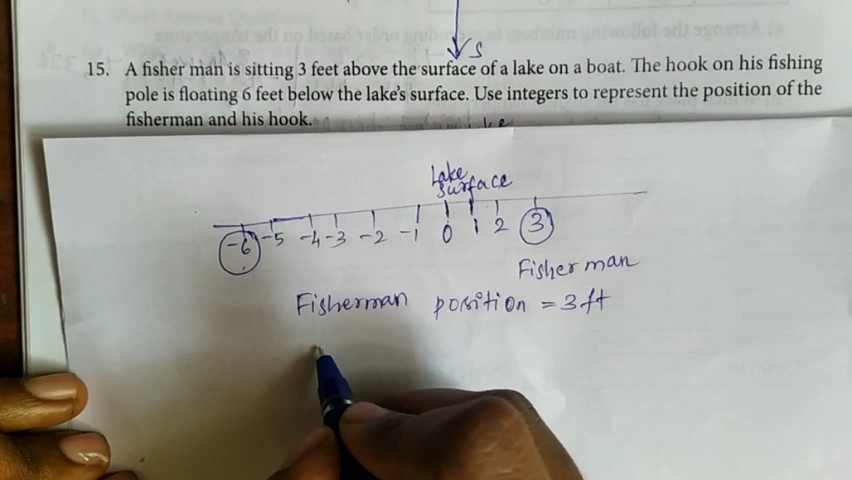 S
15. A fisher man is sitting 3 feet above the surface of a lake on a boat. The hook on his fishing
pole is floating 6 feet below the lake's surface. Use integers to represent the position of the
fisherman and his hook.
Lake
Surface
-6 -5 -4 -3 -2 -1 0 1 2 3
Fisher man
Fisherman position = 3 ft